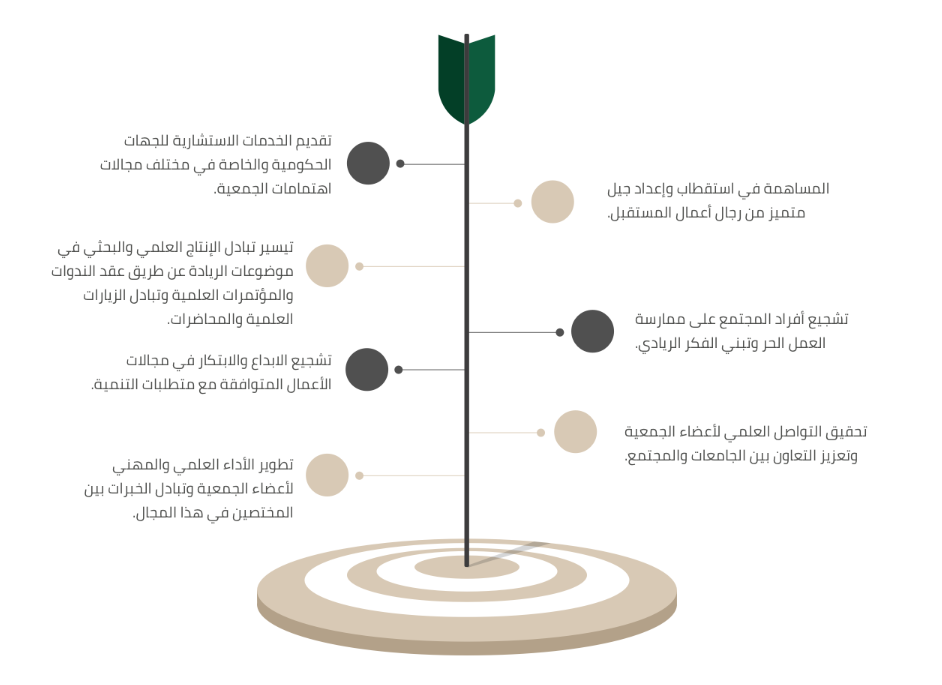 المساهمة في استقطاب وإعداد جيل
متميز من رجال أعمال المستقبل.
تشجيع أفراد المجتمع على ممارسة
العمل الحر وتبني الفكر الريادي.
تحقيق التواصل العلمي لأعضاء الجمعية
وتعزيز التعاون بين الجامعات والمجتمع.
تقديم الخدمات الاستشارية للجهات
الحكومية والخاصة في مختلف مجالات
اهتمامات الجمعية.
تيسير تبادل الإنتاج العلمي والبحثي في
موضوعات الريادة عن طريق عقد الندوات
والمؤتمرات العلمية وتبادل الزيارات
العلمية والمحاضرات.
تشجيع الابداع والابتكار في مجالات
الأعمال المتوافقة مع متطلبات التنمية.
تطوير الأداء العلمي والمهني
لأعضاء الجمعية وتبادل الخبرات بين
المختصين في هذا المجال.